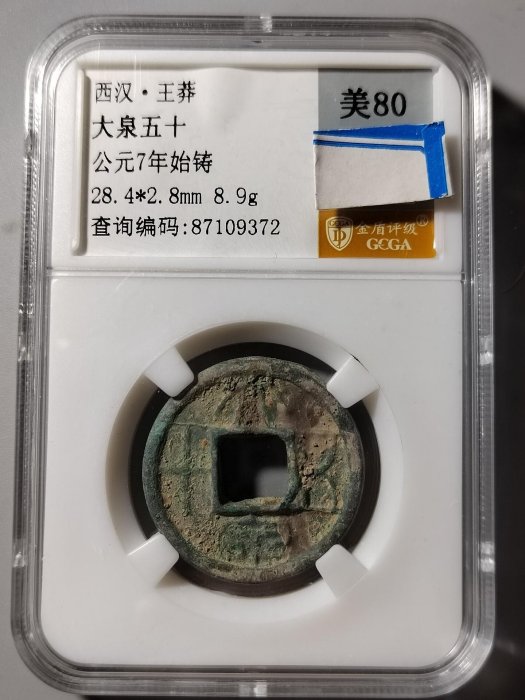 西汉·王莽
大泉五十
公元7年始铸
28.4*2.8mm 8.9g
查询编码:87109372
美80
金盾评级®
GCGA